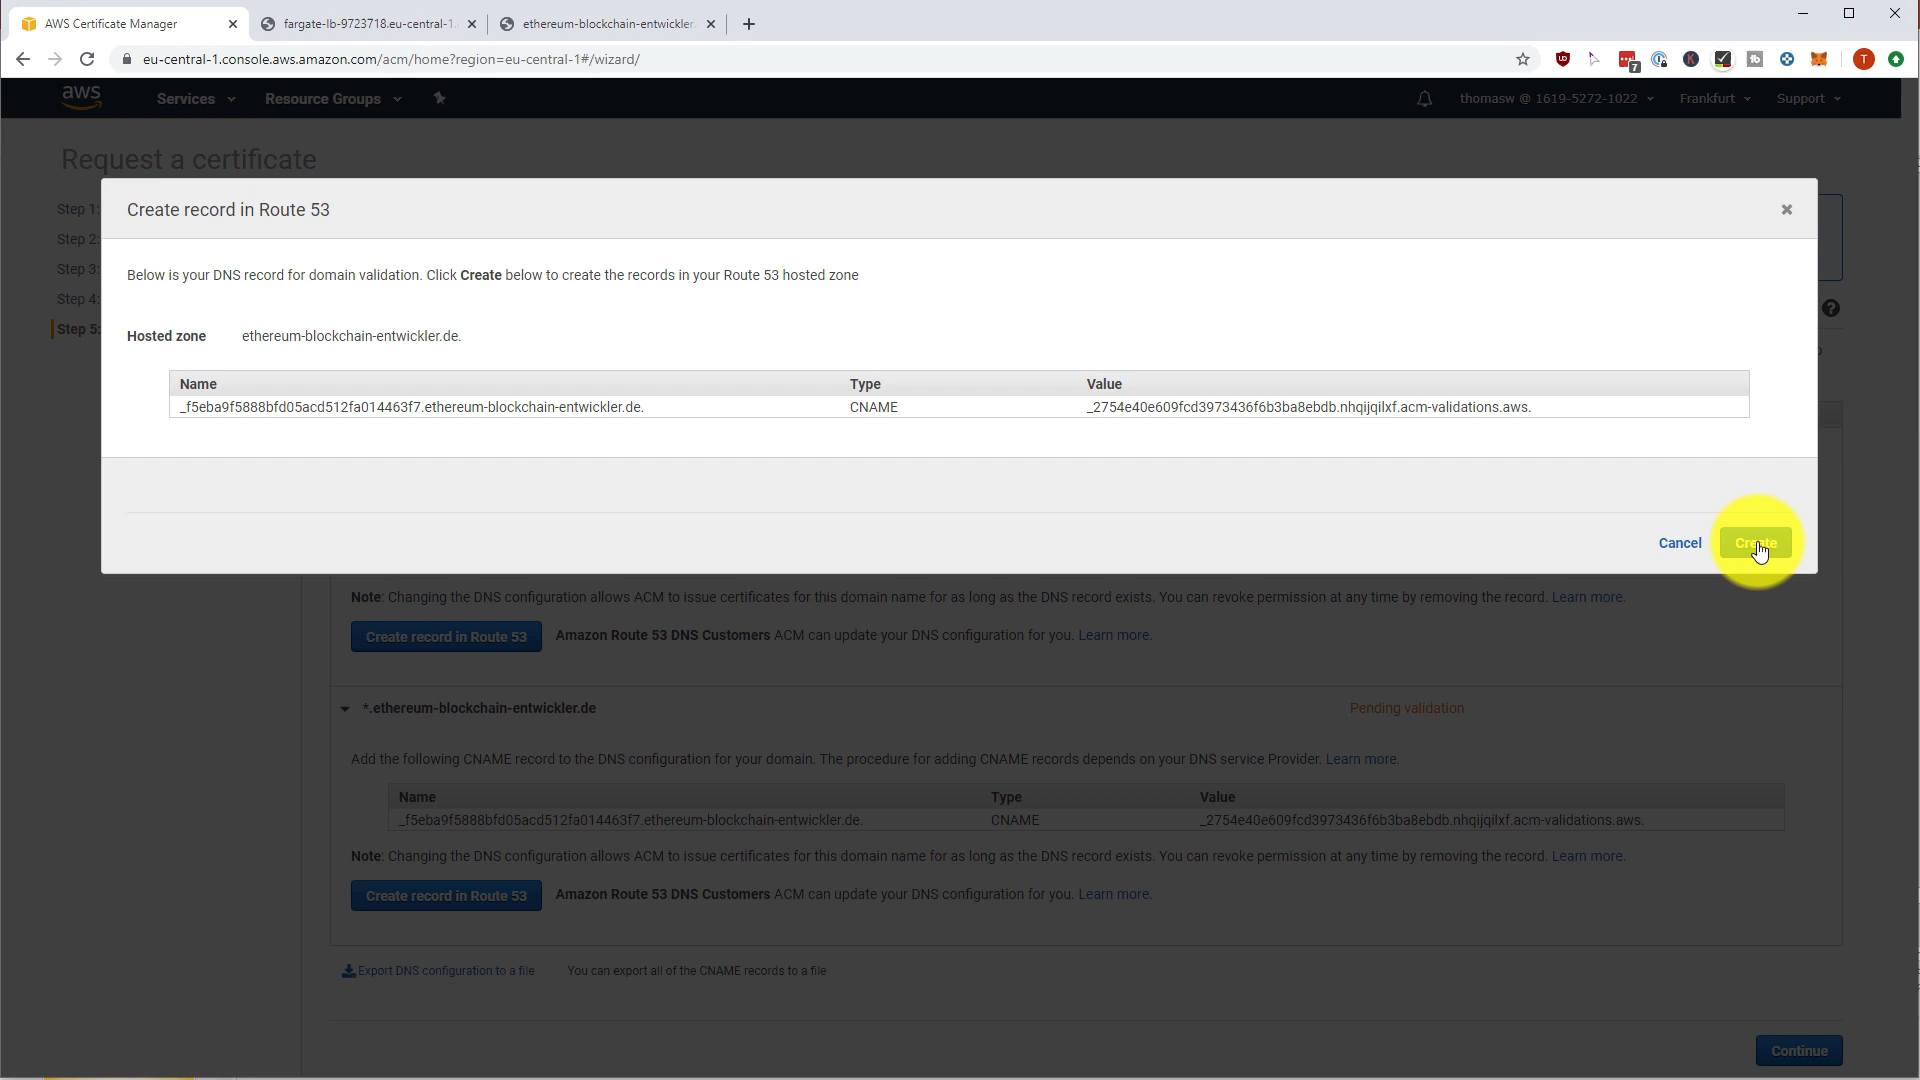 AWS Certificate Manager
fargate-lb-9723718.eu-central-1.
ethereum-blockchain-entwickler.
eu-central-1.console.aws.amazon.com/acm/home?region=eu-central-1#/wizard/
7
T
aws
Services
Resource Groups
thomasw @ 1619-5272-1022
Frankfurt
Support
Request a certificate
Step 1:
Step 2:
Step 3:
Step 4:
Step 5:
Create record in Route 53
Below is your DNS record for domain validation. Click Create below to create the records in your Route 53 hosted zone
Hosted zone ethereum-blockchain-entwickler.de.
Name Type Value
_f5eba9f5888bfd05acd512fa014463f7.ethereum-blockchain-entwickler.de. CNAME _2754e40e609fcd3973436f6b3ba8ebdb.nhqijqilxf.acm-validations.aws.
Cancel Create
Note: Changing the DNS configuration allows ACM to issue certificates for this domain name for as long as the DNS record exists. You can revoke permission at any time by removing the record. Learn more.
Create record in Route 53 Amazon Route 53 DNS Customers ACM can update your DNS configuration for you. Learn more.
*.ethereum-blockchain-entwickler.de Pending validation
Add the following CNAME record to the DNS configuration for your domain. The procedure for adding CNAME records depends on your DNS service Provider. Learn more.
Name Type Value
_f5eba9f5888bfd05acd512fa014463f7.ethereum-blockchain-entwickler.de. CNAME _2754e40e609fcd3973436f6b3ba8ebdb.nhqijqilxf.acm-validations.aws.
Note: Changing the DNS configuration allows ACM to issue certificates for this domain name for as long as the DNS record exists. You can revoke permission at any time by removing the record. Learn more.
Create record in Route 53 Amazon Route 53 DNS Customers ACM can update your DNS configuration for you. Learn more.
Export DNS configuration to a file You can export all of the CNAME records to a file
Continue